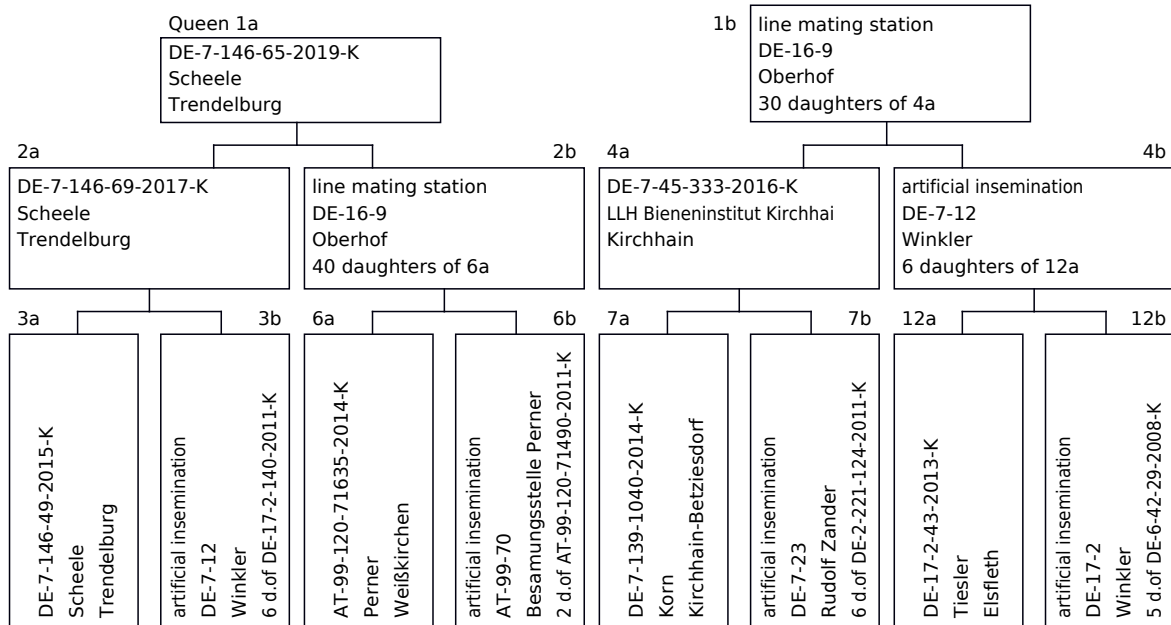 Queen 1a
DE-7-146-65-2019-K
Scheele
Trendelburg
1b
line mating station
DE-16-9
Oberhof
30 daughters of 4a
2a
DE-7-146-69-2017-K
Scheele
Trendelburg
2b
line mating station
DE-16-9
Oberhof
40 daughters of 6a
4a
DE-7-45-333-2016-K
LLH Bieneninstitut Kirchhai
Kirchhain
4b
artificial insemination
DE-7-12
Winkler
6 daughters of 12a
3a
DE-7-146-49-2015-K
Scheele
Trendelburg
3b
artificial insemination
DE-7-12
Winkler
6 d.of DE-17-2-140-2011-K
6a
AT-99-120-71635-2014-K
Perner
Weißkirchen
6b
artificial insemination
AT-99-70
Besamungsstelle Perner
2 d.of AT-99-120-71490-2011-K
7a
DE-7-139-1040-2014-K
Korn
Kirchhain-Betziesdorf
7b
artificial insemination
DE-7-23
Rudolf Zander
6 d.of DE-2-221-124-2011-K
12a
DE-17-2-43-2013-K
Tiesler
Elsfleth
12b
artificial insemination
DE-17-2
Winkler
5 d.of DE-6-42-29-2008-K